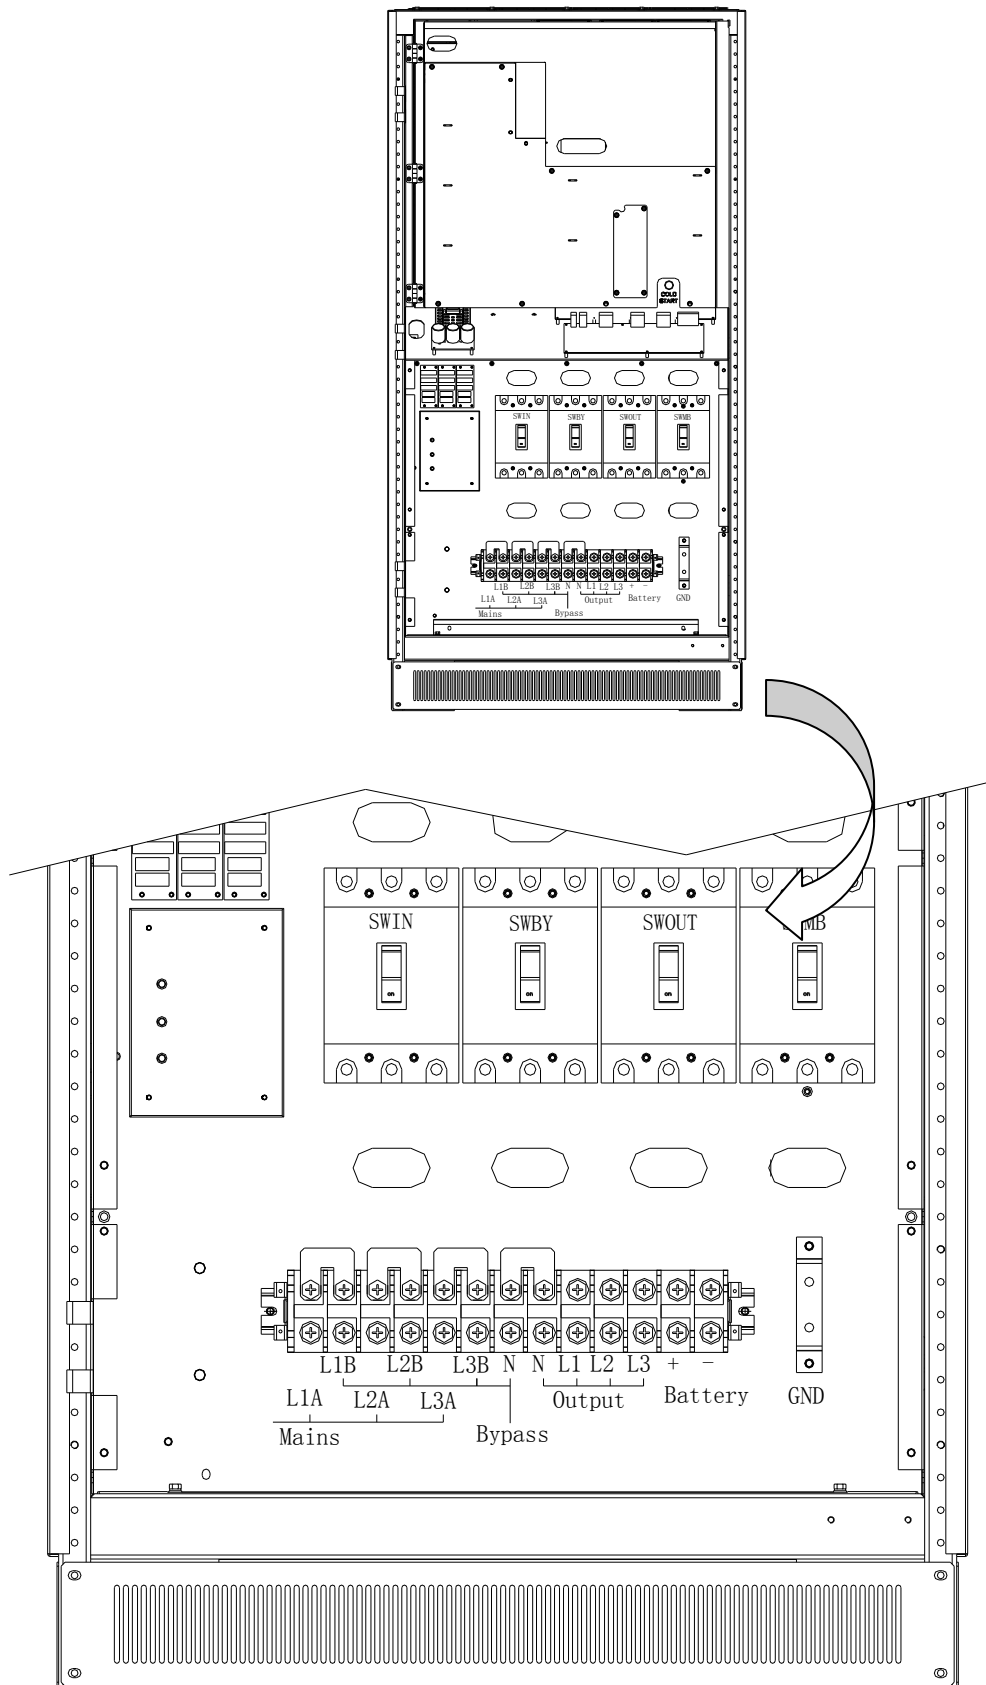 COLD
START
SWIN SWBY SWOUT SWMB
L1B L2B L3B N N L1 L2 L3 + -
L1A L2A L3A Output Battery GND
Mains Bypass
SWIN SWBY SWOUT MB
on on on on
L1B L2B L3B N N L1 L2 L3 + -
L1A L2A L3A Output Battery GND
Mains Bypass